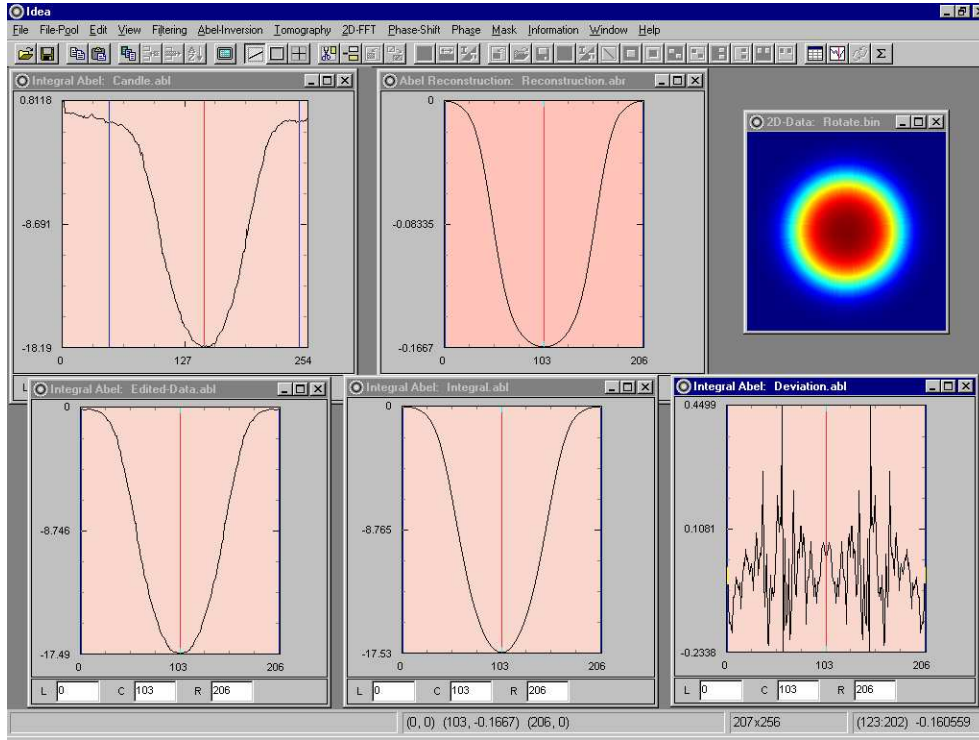 Idea
File File-Pool Edit View Filtering Abel-Inversion Tomography 2D-FFT Phase-Shift Phase Mask Information Window Help
Integral Abel: Candle.abl
0.8118
-8.691
-18.19
0 127 254
Abel Reconstruction: Reconstruction.abr
0
-0.08335
-0.1667
0 103 206
2D-Data: Rotate.bin
L
Integral Abel: Edited-Data.abl
0
-8.746
-17.49
0 103 206
L 0 C 103 R 206
Integral Abel: Integral.abl
0
-8.765
-17.53
0 103 206
L 0 C 103 R 206
Integral Abel: Deviation.abl
0.4499
0.1081
-0.2338
0 103 206
L 0 C 103 R 206
(0, 0) (103, -0.1667) (206, 0) 207x256 (123:202) -0.160559